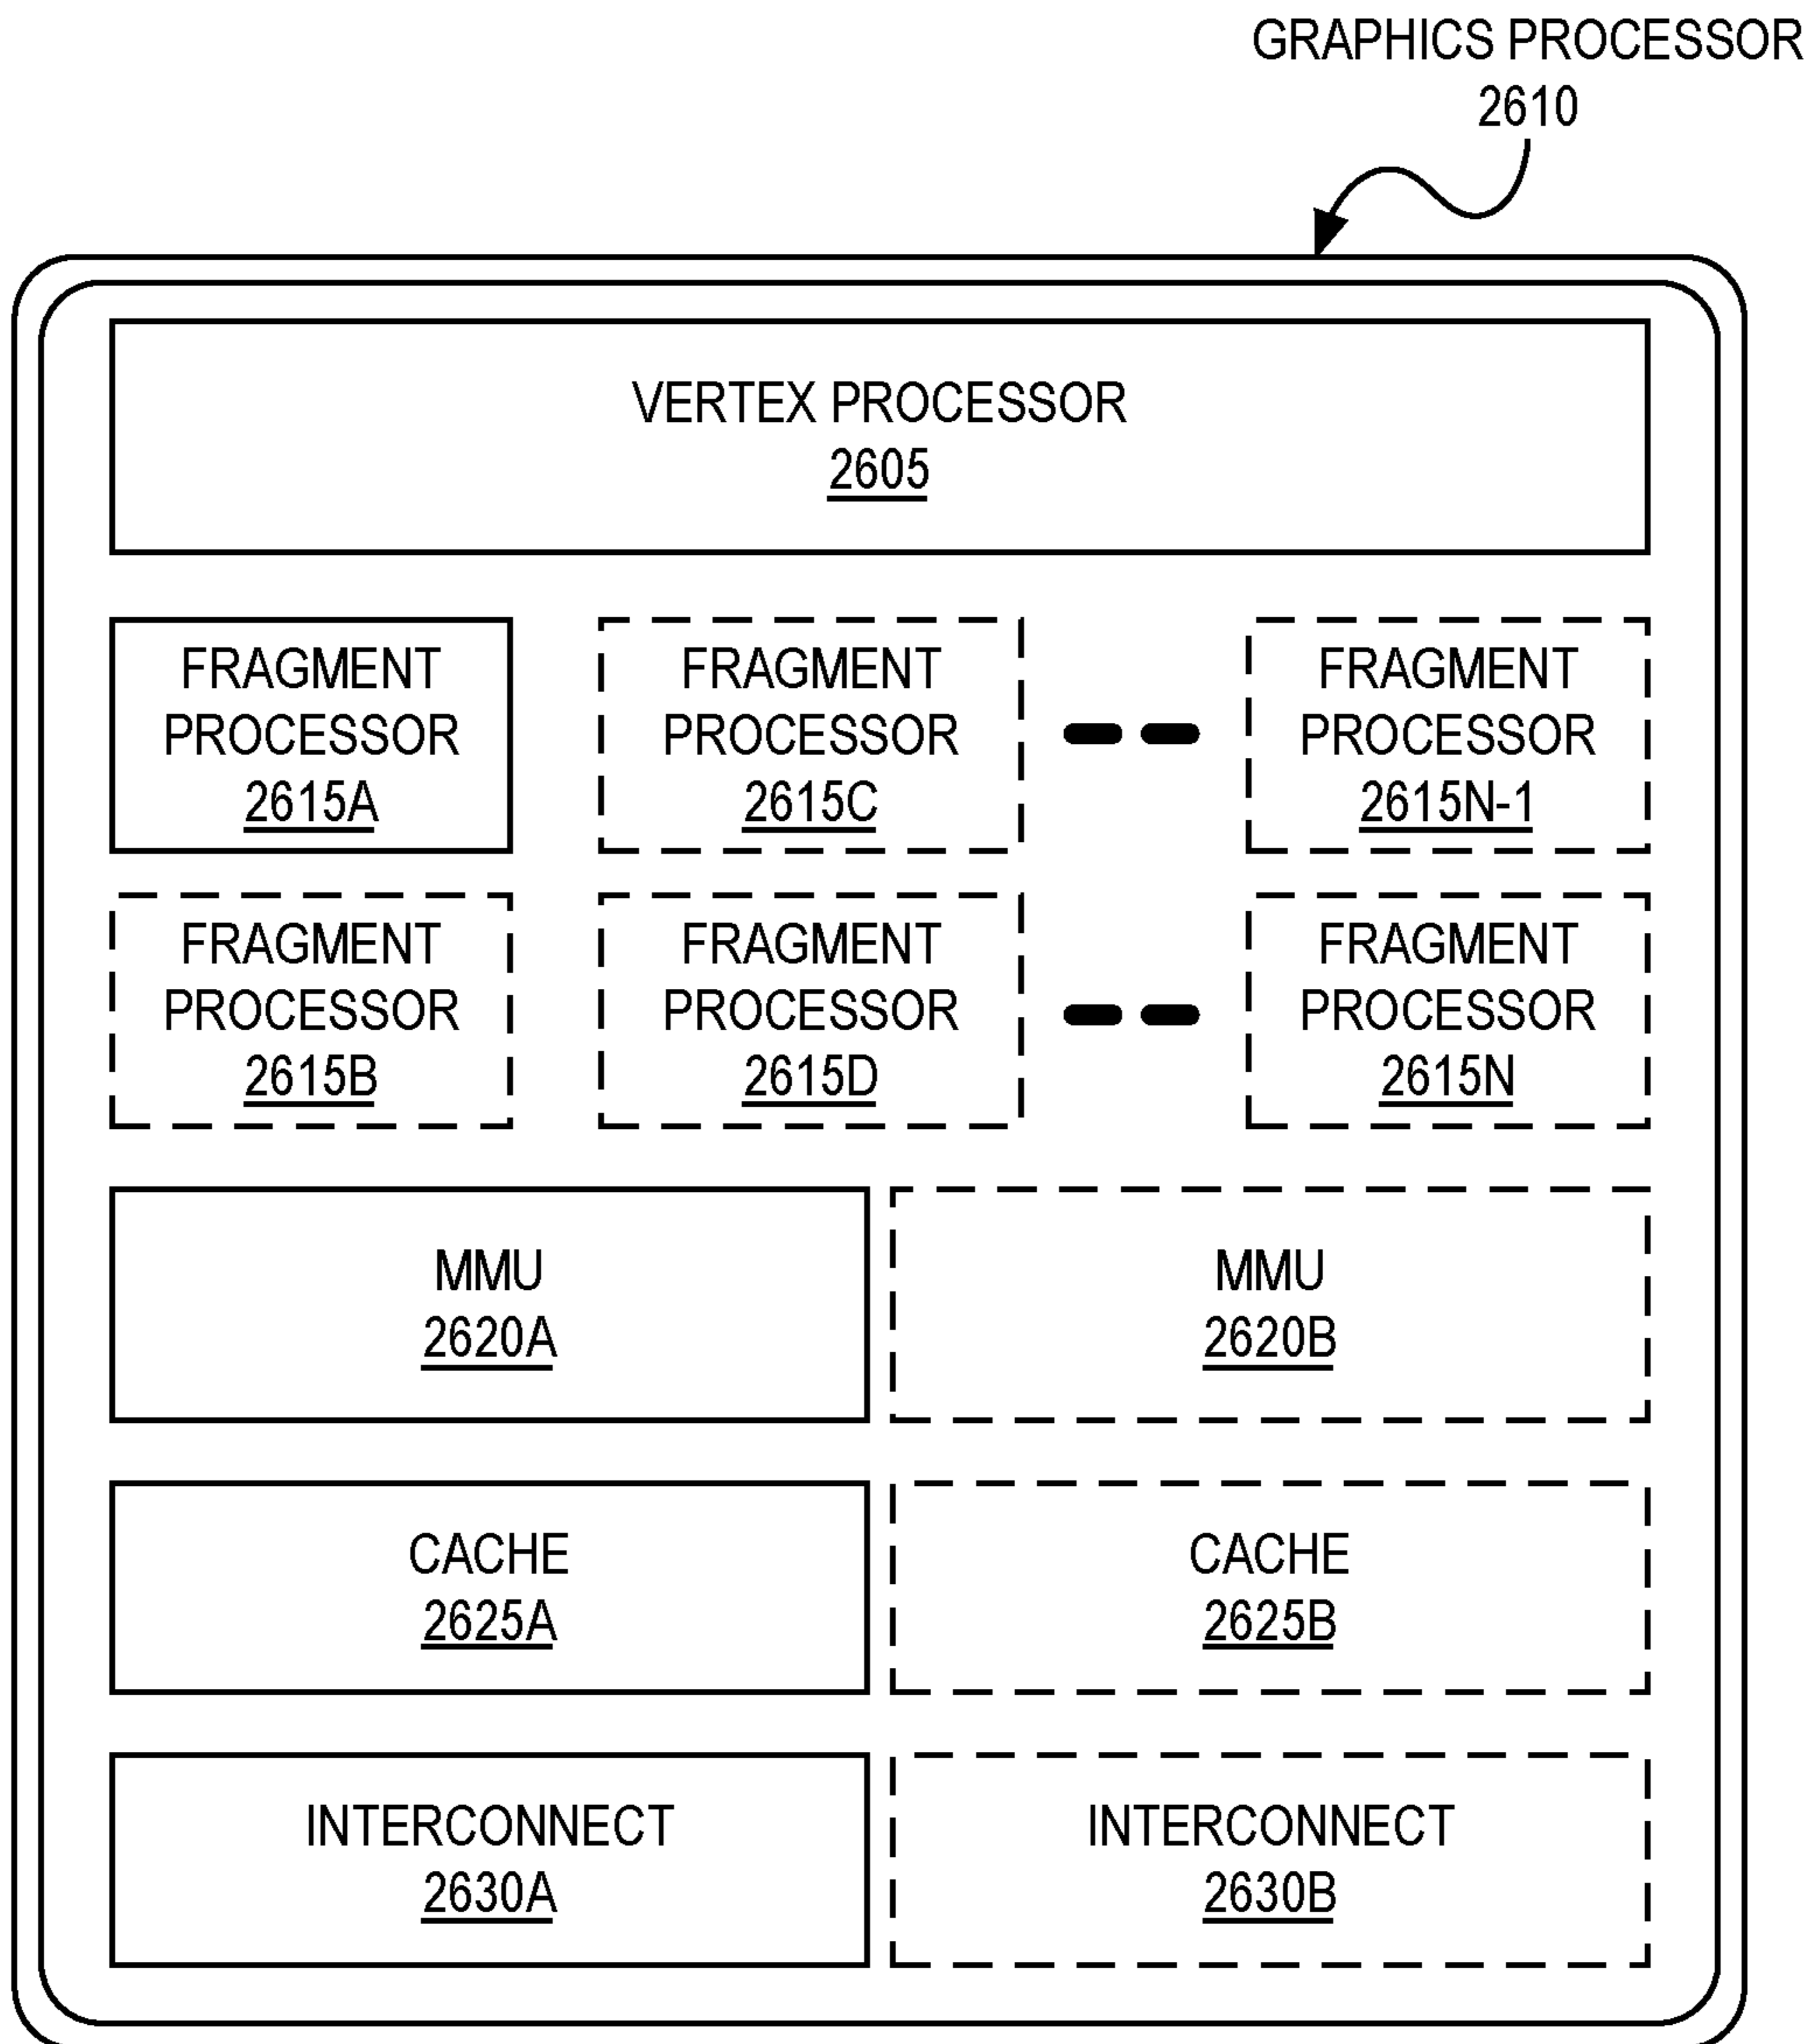 GRAPHICS PROCESSOR
2610
VERTEX PROCESSOR
2605
FRAGMENT
PROCESSOR
2615A
FRAGMENT
PROCESSOR
2615C
FRAGMENT
PROCESSOR
2615N-1
FRAGMENT
PROCESSOR
2615B
FRAGMENT
PROCESSOR
2615D
FRAGMENT
PROCESSOR
2615N
MMU
2620A
MMU
2620B
CACHE
2625A
CACHE
2625B
INTERCONNECT
2630A
INTERCONNECT
2630B